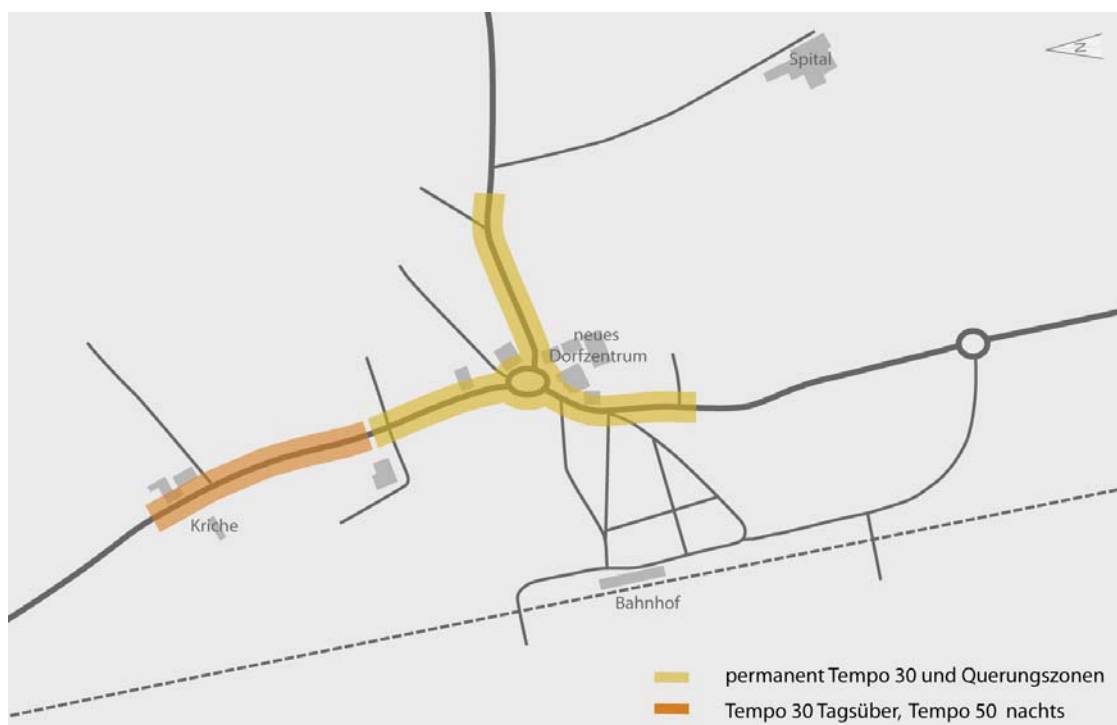 Spital
N
neues
Dorfzentrum
Kriche
Bahnhof
permanent Tempo 30 und Querungszonen
Tempo 30 Tagsüber, Tempo 50 nachts